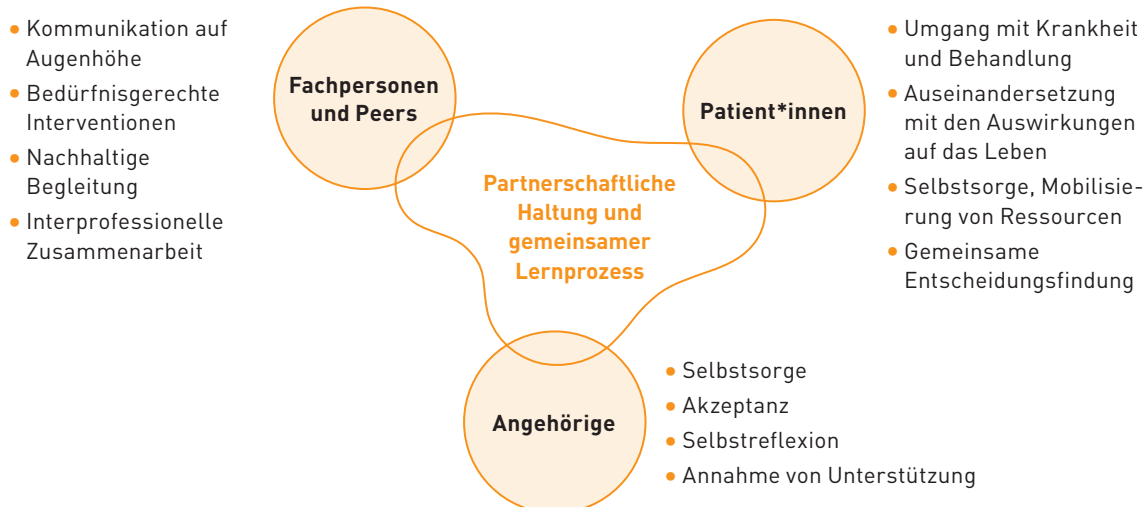 • Kommunikation auf
Augenhöhe
• Bedürfnisgerechte
Interventionen
• Nachhaltige
Begleitung
• Interprofessionelle
Zusammenarbeit
Fachpersonen
und Peers
Patient*innen
• Umgang mit Krankheit
und Behandlung
• Auseinandersetzung
mit den Auswirkungen
auf das Leben
• Selbstsorge, Mobilisie-
rung von Ressourcen
• Gemeinsame
Entscheidungsfindung
Partnerschaftliche
Haltung und
gemeinsamer
Lernprozess
Angehörige
• Selbstsorge
• Akzeptanz
• Selbstreflexion
• Annahme von Unterstützung